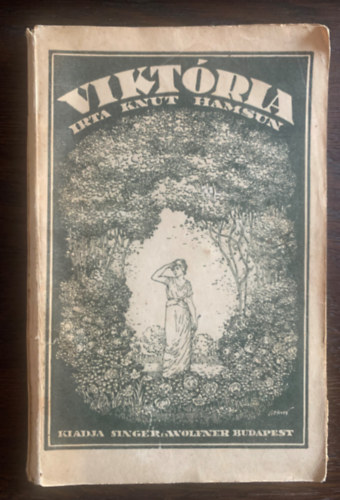 VIKTÓRIA
IRTA KNUT HAMSUN
KIADJA SINGER ÉS WOLFNER BUDAPEST